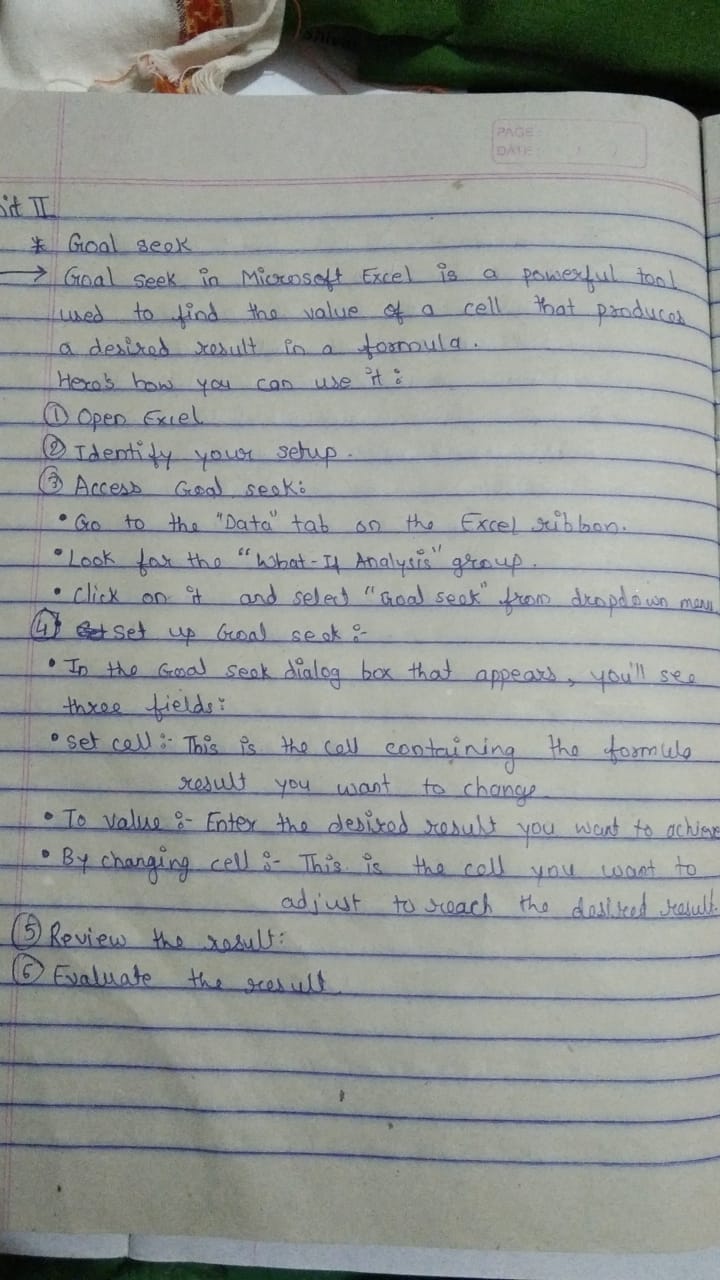 PAGE:
DATE:
it II
* Goal seek
→ Goal seek in Microsoft Excel is a powerful tool
used to find the value of a cell that produces
a desired result in a formula.
Here's how you can use it :
① Open Excel
② Identify your setup.
③ Access Goal seek:
• Go to the "Data" tab on the Excel ribbon.
• Look for the "What-If Analysis" group.
• Click on it and select "Goal seek" from dropdown menu
④ Set up Goal seek :-
• In the Goal seek dialog box that appears, you'll see
three fields:
• set cell :- This is the cell containing the formula
result you want to change
• To value :- Enter the desired result you want to achieve
• By changing cell :- This is the cell you want to
adjust to reach the desired result.
⑤ Review the result:
⑥ Evaluate the result